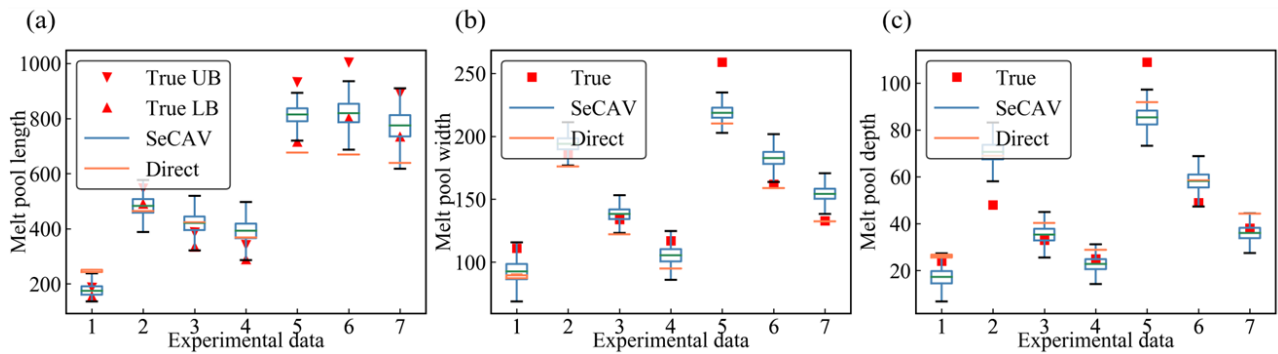 (a)
Melt pool length
1000
800
600
400
200
True UB
True LB
SeCAV
Direct
1 2 3 4 5 6 7
Experimental data
(b)
Melt pool width
250
200
150
100
True
SeCAV
Direct
1 2 3 4 5 6 7
Experimental data
(c)
Melt pool depth
100
80
60
40
20
True
SeCAV
Direct
1 2 3 4 5 6 7
Experimental data